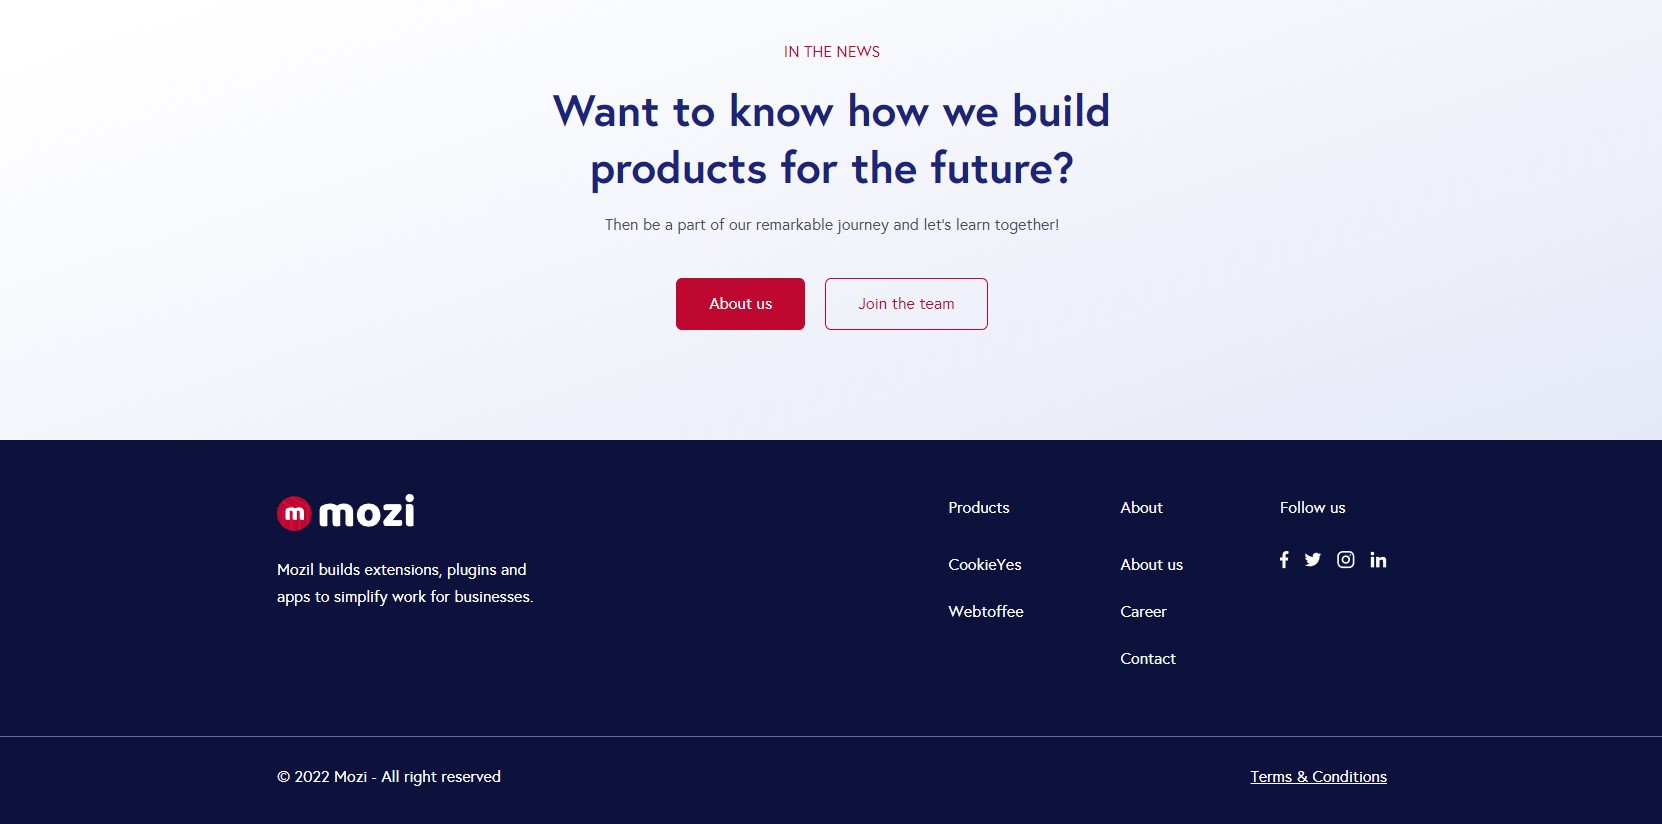 IN THE NEWS
Want to know how we build
products for the future?
Then be a part of our remarkable journey and let's learn together!
About us
Join the team
m mozi
Mozil builds extensions, plugins and
apps to simplify work for businesses.
Products
CookieYes
Webtoffee
About
About us
Career
Contact
Follow us
© 2022 Mozi - All right reserved
Terms & Conditions